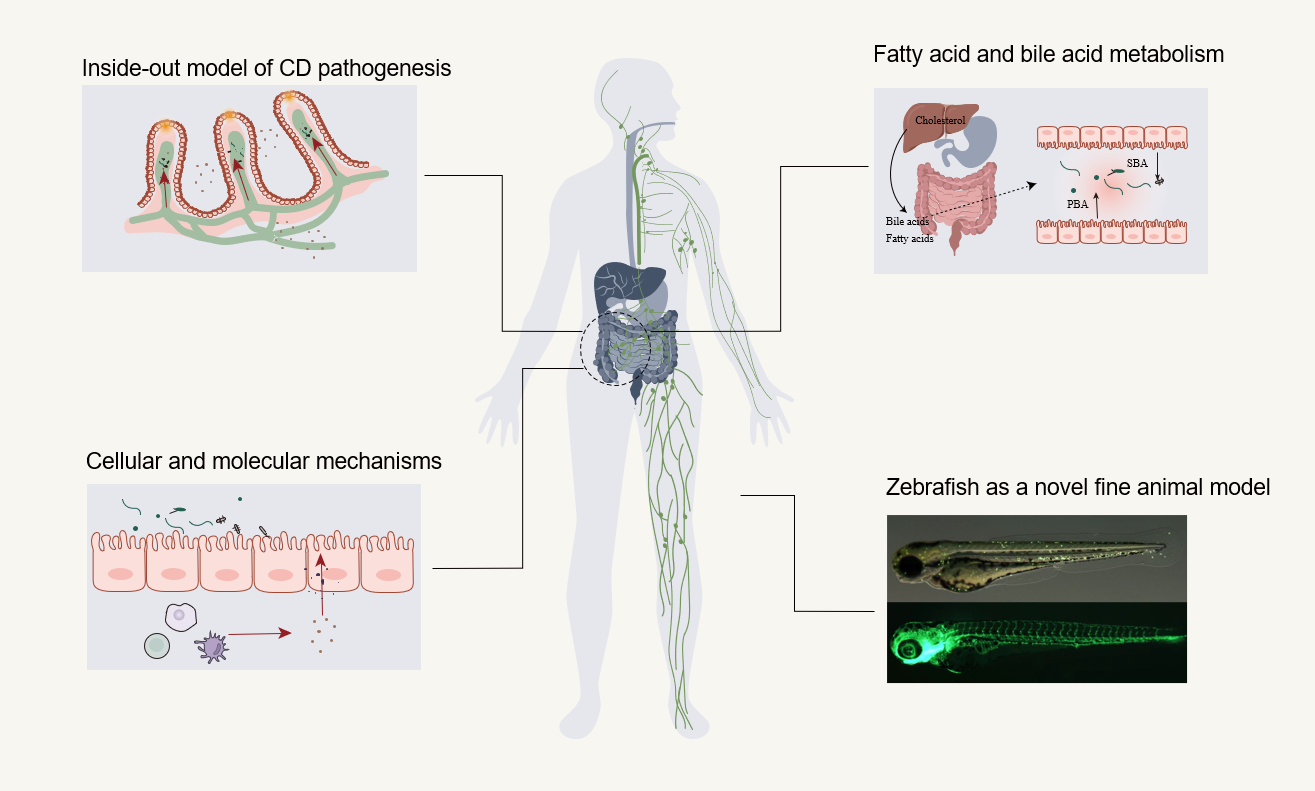 Inside-out model of CD pathogenesis
Fatty acid and bile acid metabolism
Cholesterol
SBA
PBA
Bile acids
Fatty acids
Cellular and molecular mechanisms
Zebrafish as a novel fine animal model